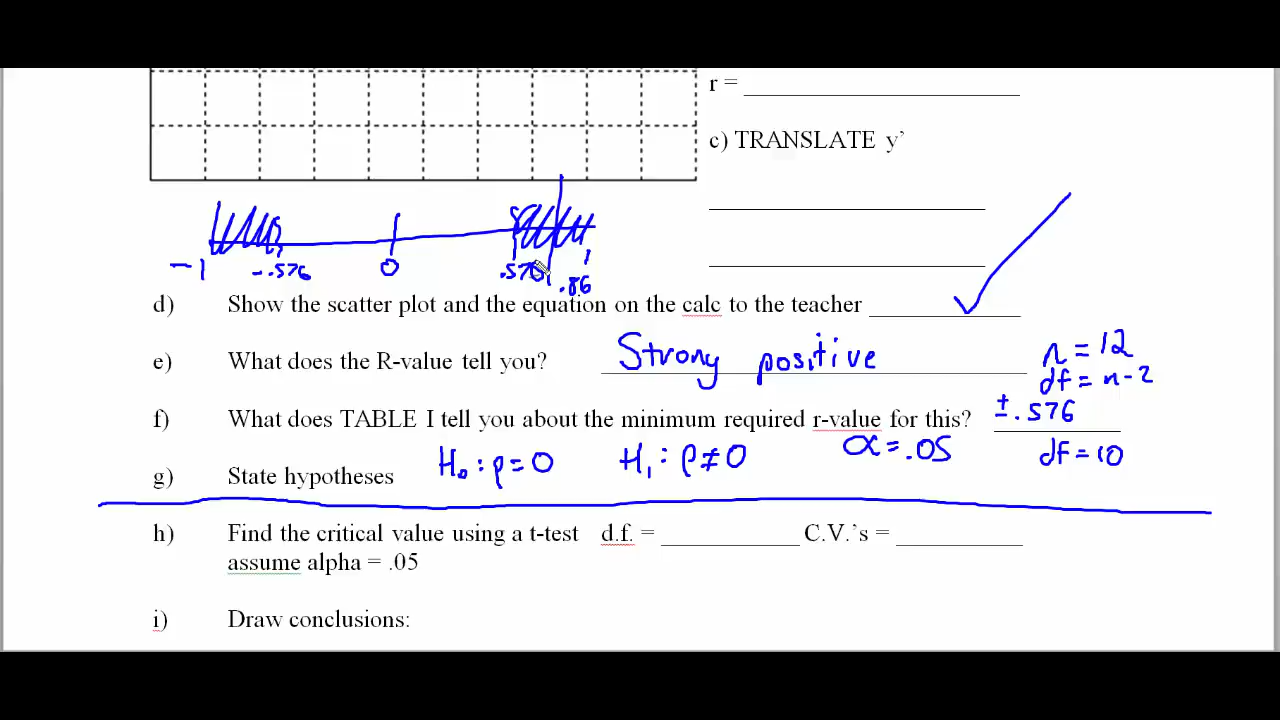 r = 
c) TRANSLATE y’
-1 -.576 0 .576 .86 1
d) Show the scatter plot and the equation on the calc to the teacher
e) What does the R-value tell you? Strong positive
n = 12
df = n-2
f) What does TABLE I tell you about the minimum required r-value for this? ±.576
g) State hypotheses H₀ : ρ = 0 H₁ : ρ ≠ 0 α = .05 df = 10
h) Find the critical value using a t-test d.f. = C.V.’s =
assume alpha = .05
i) Draw conclusions: